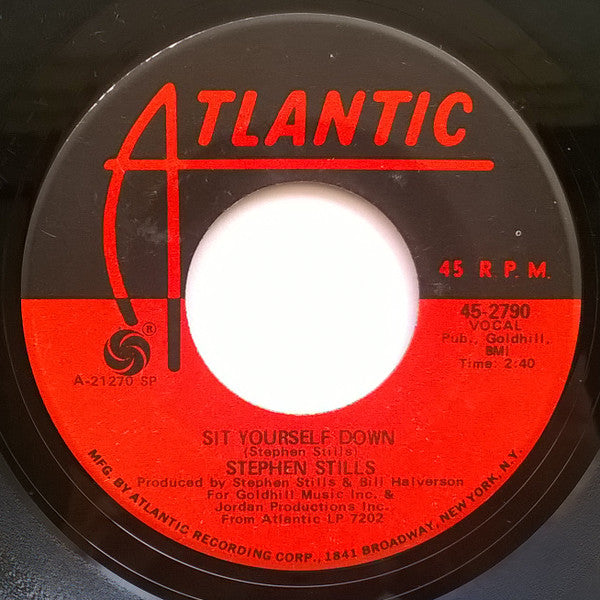 ATLANTIC
45 R.P.M.
45-2790
VOCAL
Pub., Goldhill,
BMI
Time: 2:40
®
A-21270 SP
SIT YOURSELF DOWN
(Stephen Stills)
STEPHEN STILLS
Produced by Stephen Stills & Bill Halverson
For Goldhill Music Inc. &
Jordan Productions Inc.
From Atlantic LP 7202
MFG. BY ATLANTIC RECORDING CORP., 1841 BROADWAY, NEW YORK, N.Y.